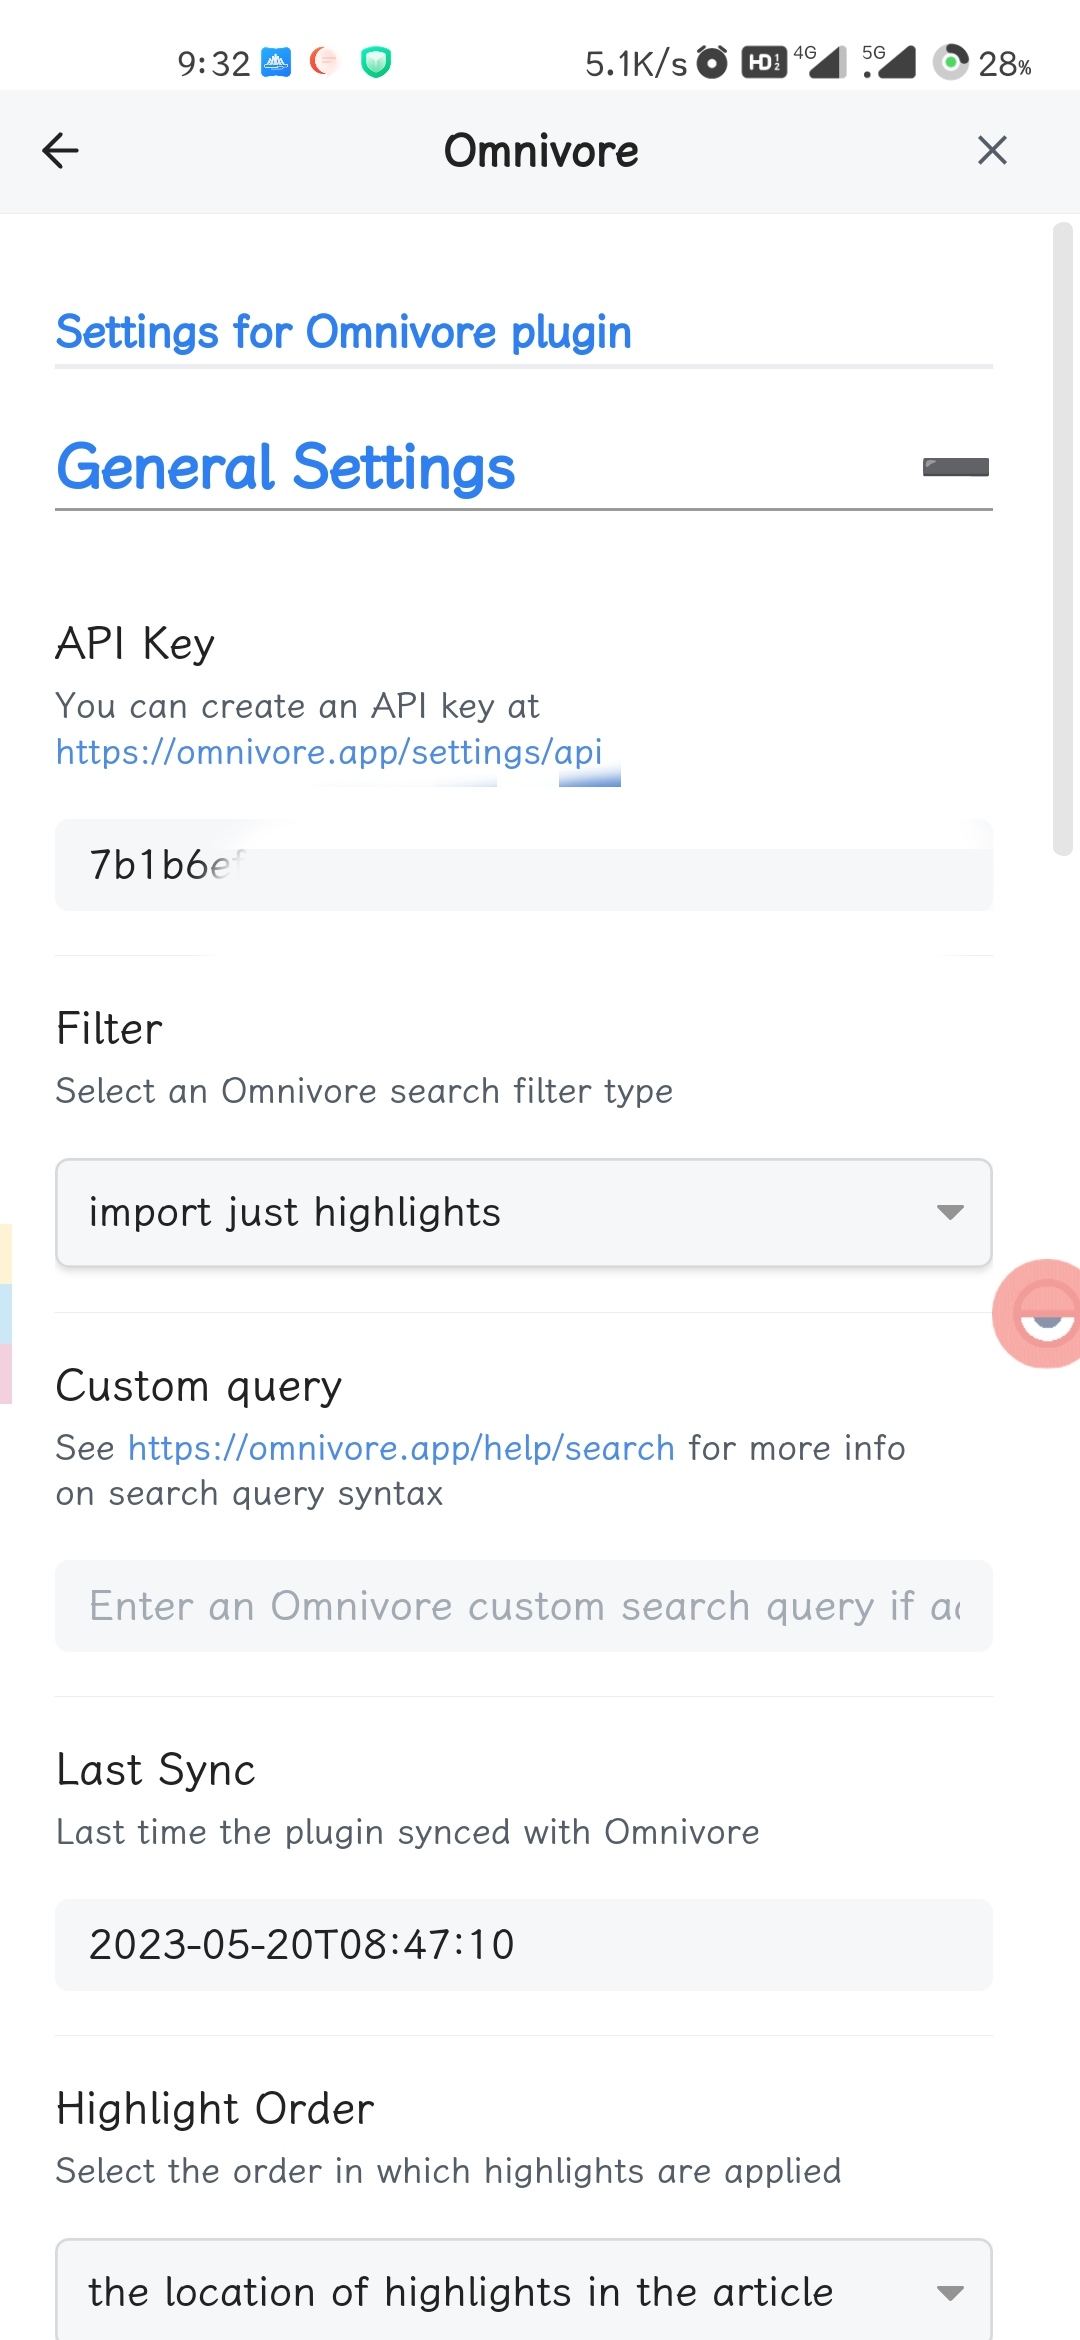 9:32 5.1K/s HD 4G 5G 28%
Omnivore
Settings for Omnivore plugin
General Settings
API Key
You can create an API key at
https://omnivore.app/settings/api
7b1b6ef
Filter
Select an Omnivore search filter type
import just highlights
Custom query
See https://omnivore.app/help/search for more info
on search query syntax
Enter an Omnivore custom search query if
Last Sync
Last time the plugin synced with Omnivore
2023-05-20T08:47:10
Highlight Order
Select the order in which highlights are applied
the location of highlights in the article